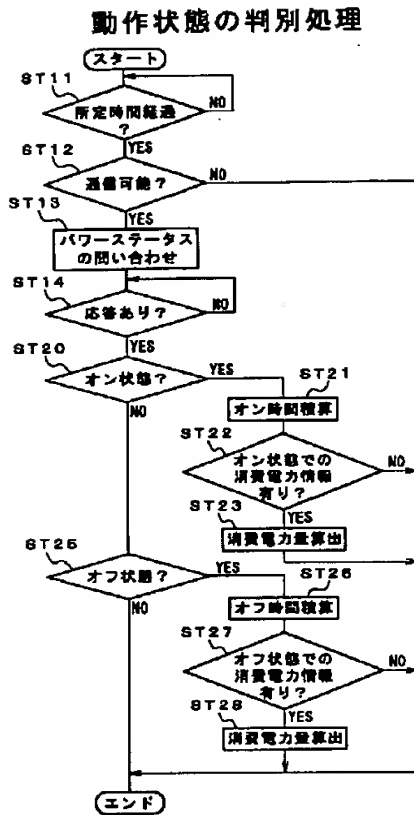 動作状態の判別処理
スタート
ST11
所定時間経過
?
NO
YES
ST12
通信可能?
NO
YES
ST13
パワーステータス
の問い合わせ
ST14
応答あり?
NO
YES
ST20
オン状態?
YES
NO
ST21
オン時間積算
ST22
オン状態での
消費電力情報
有り?
NO
YES
ST23
消費電力量算出
ST25
オフ状態?
YES
NO
ST26
オフ時間積算
ST27
オフ状態での
消費電力情報
有り?
NO
YES
ST28
消費電力量算出
エンド